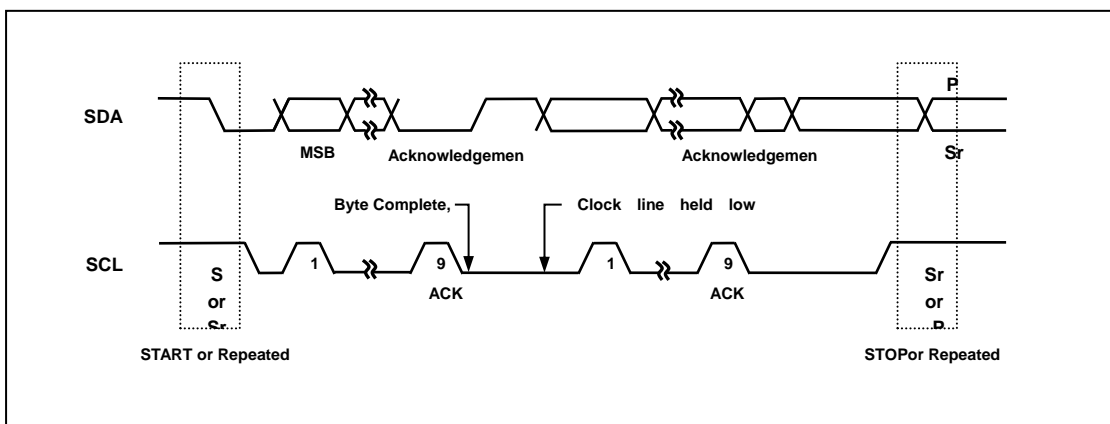 P
SDA
MSB Acknowledgemen Acknowledgemen
Sr
Byte Complete, Clock line held low
SCL
1 9 1 9
S
or
Sr
ACK ACK
Sr
or
P
START or Repeated STOPor Repeated